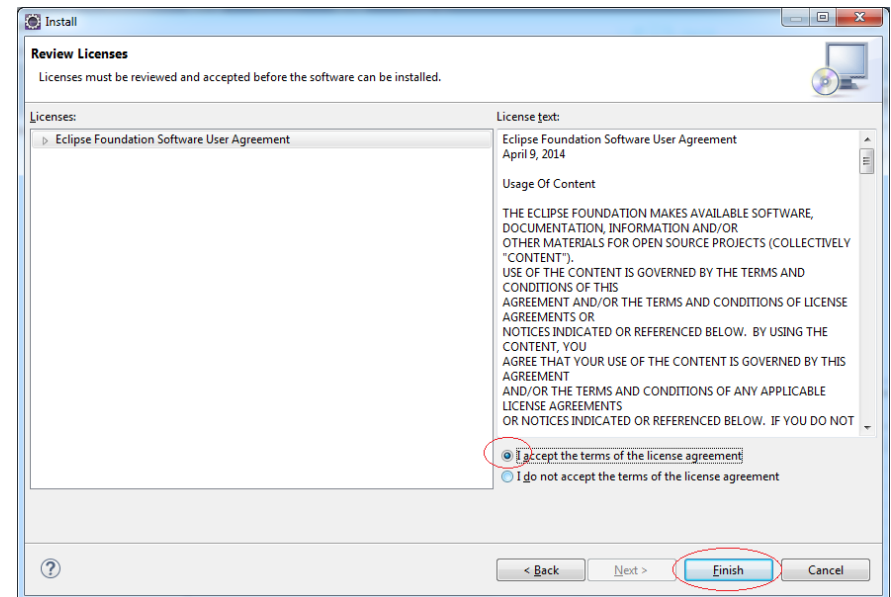 Install
Review Licenses
Licenses must be reviewed and accepted before the software can be installed.
Licenses:
Eclipse Foundation Software User Agreement
License text:
Eclipse Foundation Software User Agreement
April 9, 2014
Usage Of Content
THE ECLIPSE FOUNDATION MAKES AVAILABLE SOFTWARE,
DOCUMENTATION, INFORMATION AND/OR
OTHER MATERIALS FOR OPEN SOURCE PROJECTS (COLLECTIVELY
"CONTENT").
USE OF THE CONTENT IS GOVERNED BY THE TERMS AND
CONDITIONS OF THIS
AGREEMENT AND/OR THE TERMS AND CONDITIONS OF LICENSE
AGREEMENTS OR
NOTICES INDICATED OR REFERENCED BELOW.  BY USING THE
CONTENT, YOU
AGREE THAT YOUR USE OF THE CONTENT IS GOVERNED BY THIS
AGREEMENT
AND/OR THE TERMS AND CONDITIONS OF ANY APPLICABLE
LICENSE AGREEMENTS
OR NOTICES INDICATED OR REFERENCED BELOW.  IF YOU DO NOT
I accept the terms of the license agreement
I do not accept the terms of the license agreement
?
< Back
Next >
Finish
Cancel